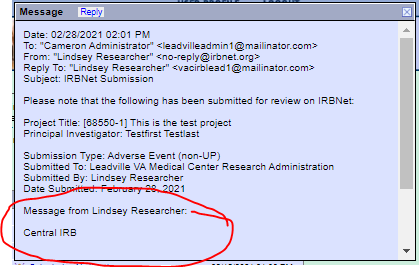 Message Reply
Date: 02/28/2021 02:01 PM
To: "Cameron Administrator" <leadvilleadmin1@mailinator.com>
From: "Lindsey Researcher" <no-reply@irbnet.org>
Reply To: "Lindsey Researcher" <vacirblead1@mailinator.com>
Subject: IRBNet Submission
Please note that the following has been submitted for review on IRBNet:
Project Title: [68550-1] This is the test project
Principal Investigator: Testfirst Testlast
Submission Type: Adverse Event (non-UP)
Submitted To: Leadville VA Medical Center Research Administration
Submitted By: Lindsey Researcher
Date Submitted: February 28, 2021
Message from Lindsey Researcher:
Central IRB